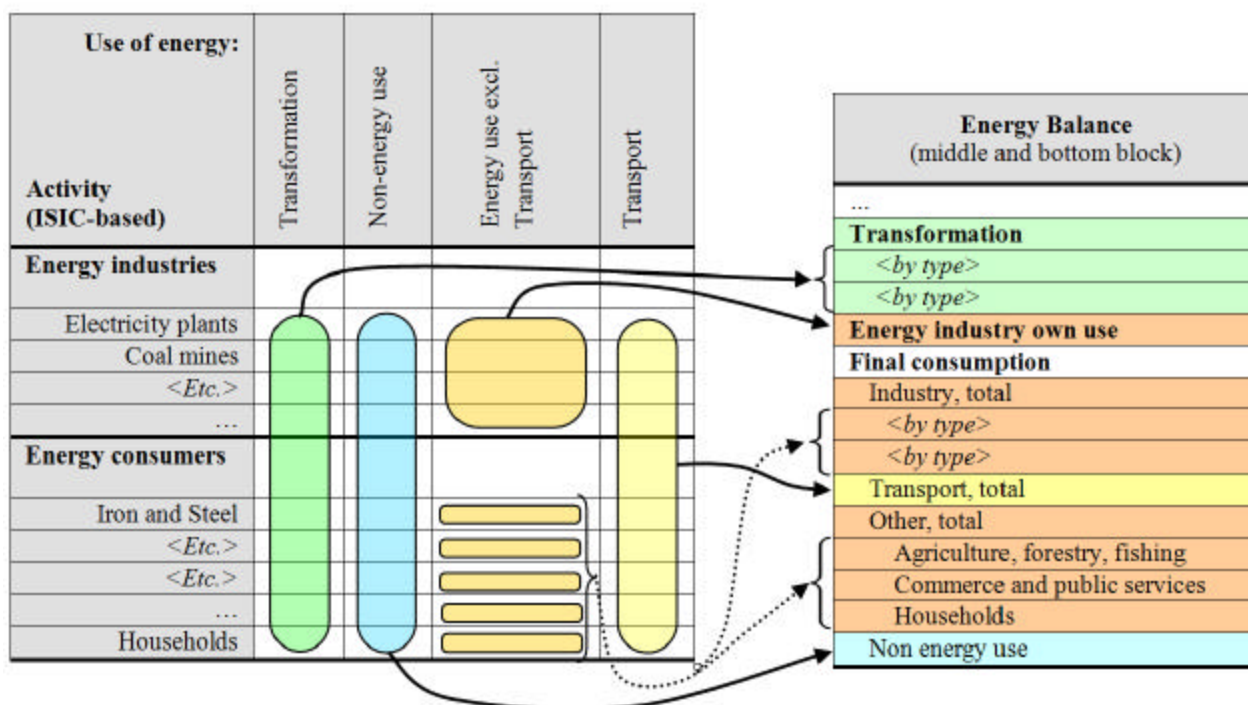 Use of energy:
Activity
(ISIC-based)
Transformation
Non-energy use
Energy use excl.
Transport
Transport
Energy industries
Electricity plants
Coal mines
<Etc.>
…
Energy consumers
Iron and Steel
<Etc.>
<Etc.>
…
Households
Energy Balance
(middle and bottom block)
…
Transformation
<by type>
<by type>
Energy industry own use
Final consumption
Industry, total
<by type>
<by type>
Transport, total
Other, total
Agriculture, forestry, fishing
Commerce and public services
Households
Non energy use